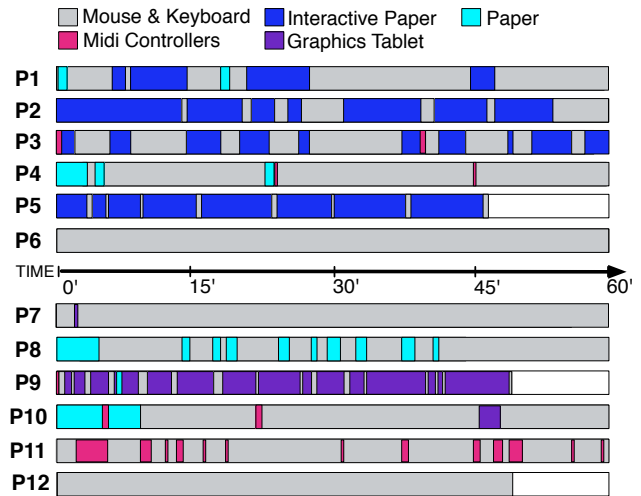 Mouse & Keyboard Interactive Paper Paper
Midi Controllers Graphics Tablet
P1
P2
P3
P4
P5
P6
TIME 0' 15' 30' 45' 60'
P7
P8
P9
P10
P11
P12